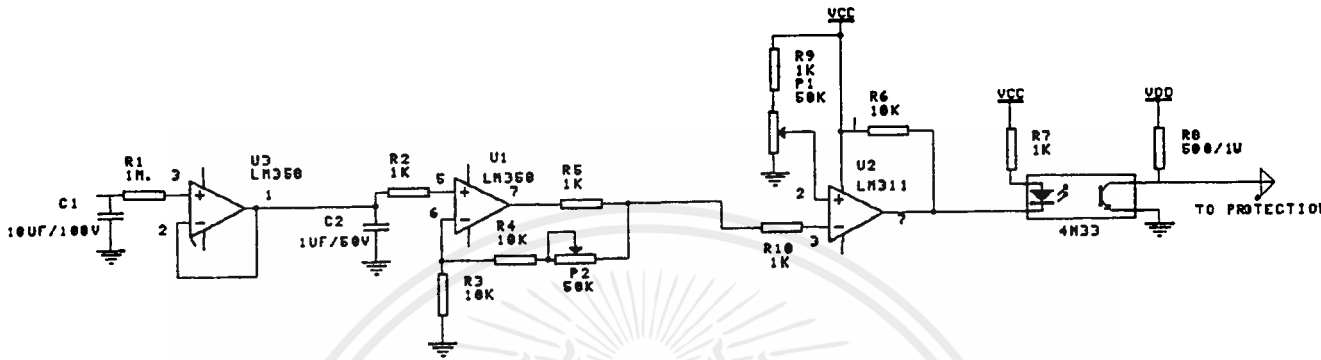 C1
10UF/100V
R1
1M.
3
2
U3
LM358
1
R2
1K
C2
1UF/50V
5
6
U1
LM358
7
R3
10K
R4
10K
P2
50K
R5
1K
R10
1K
VCC
R9
1K
P1
50K
1
R6
10K
2
3
U2
LM311
7
VCC
R7
1K
4N33
VDD
R8
500/1W
TO PROTECTION